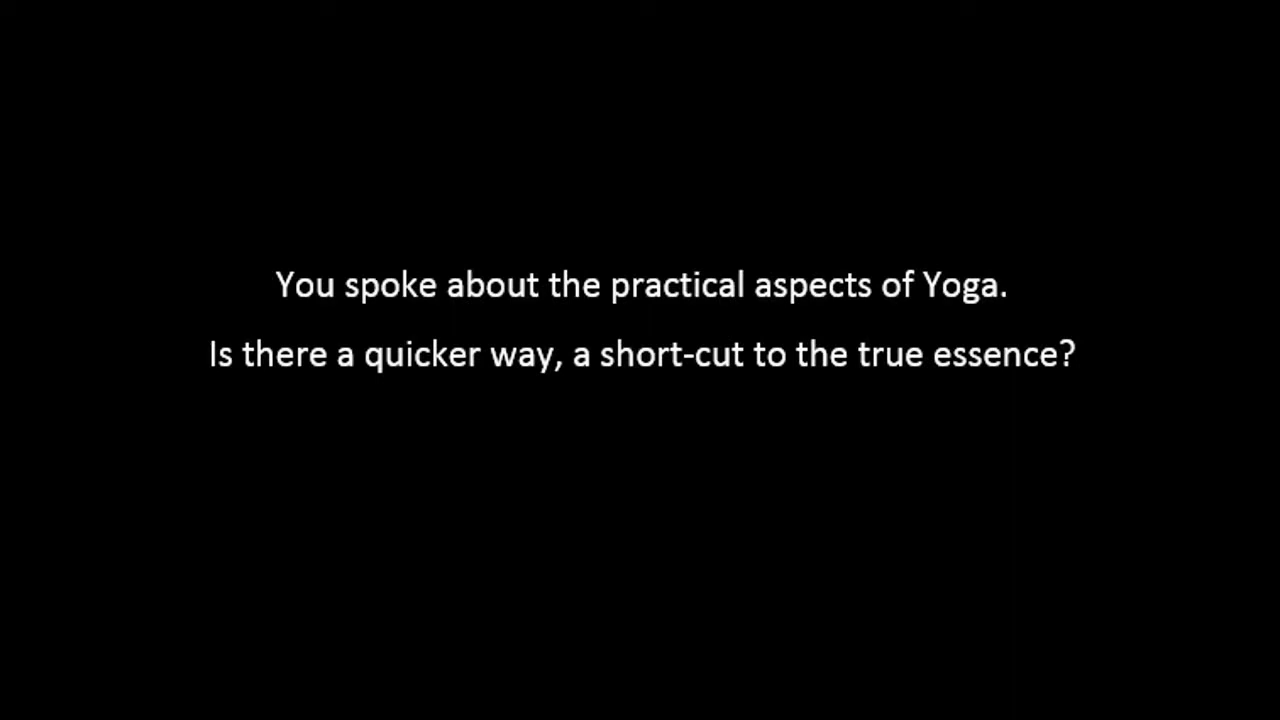 You spoke about the practical aspects of Yoga.
Is there a quicker way, a short-cut to the true essence?